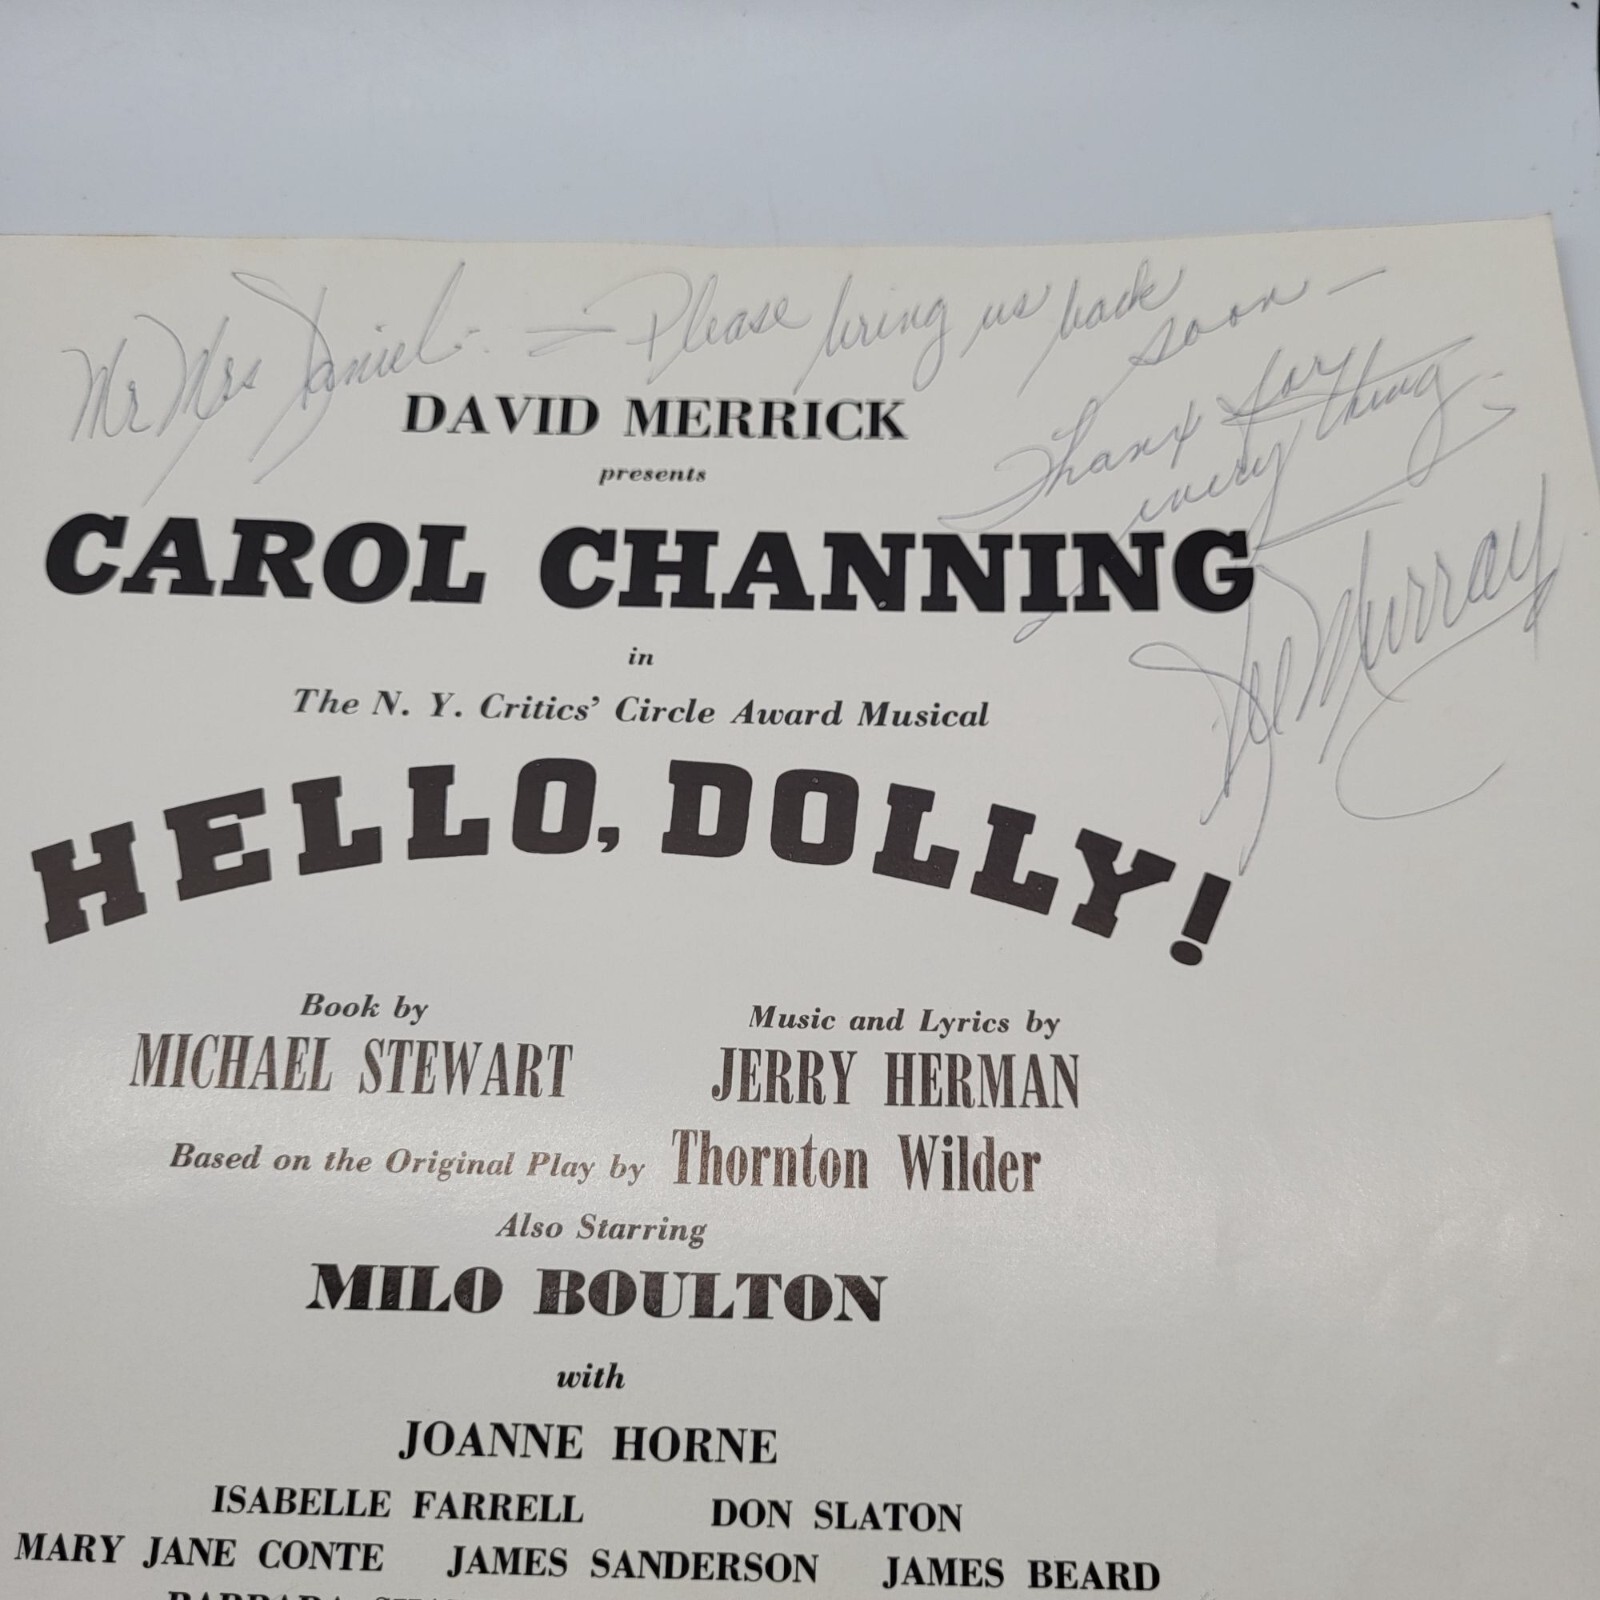 Mr Mrs Daniel - Please bring us back
soon -
Thanx for
every thing -
Murray
DAVID MERRICK
presents
CAROL CHANNING
in
The N. Y. Critics' Circle Award Musical
HELLO, DOLLY!
Book by
MICHAEL STEWART
Music and Lyrics by
JERRY HERMAN
Based on the Original Play by Thornton Wilder
Also Starring
MILO BOULTON
with
JOANNE HORNE
ISABELLE FARRELL DON SLATON
MARY JANE CONTE JAMES SANDERSON JAMES BEARD